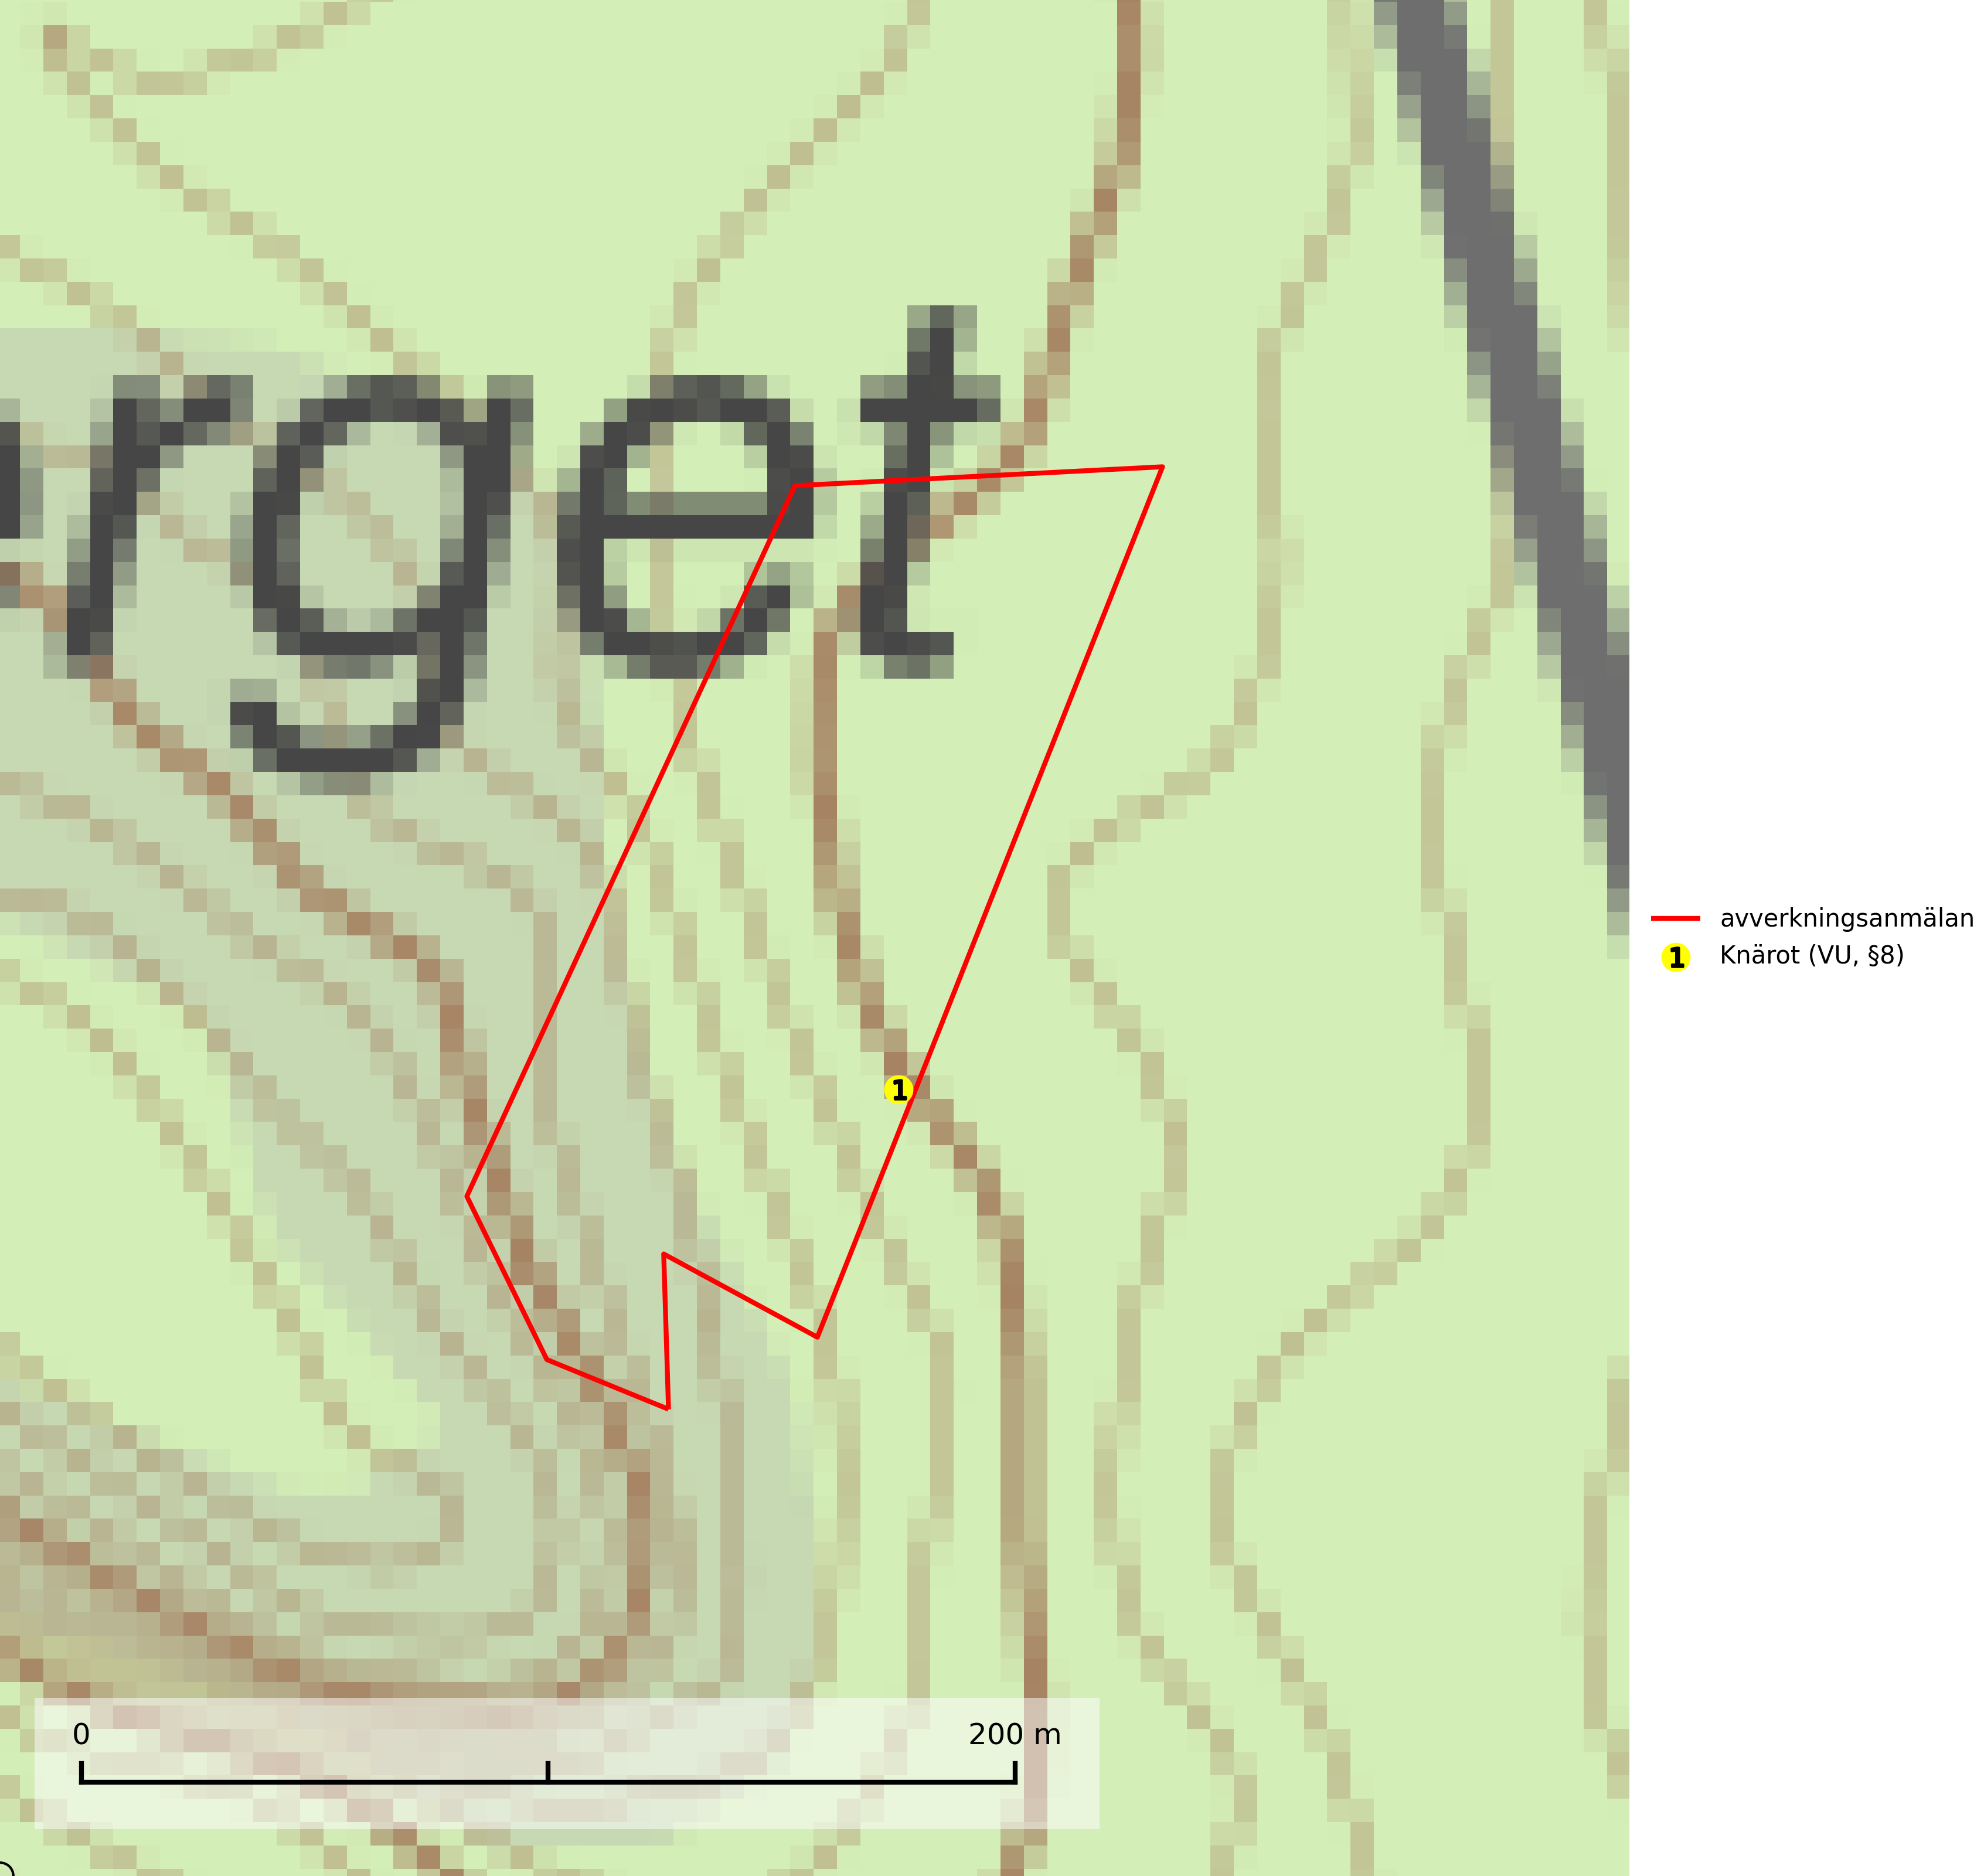 rget
avverkningsanmälan
1 Knärot (VU, §8)
1
0 200 m